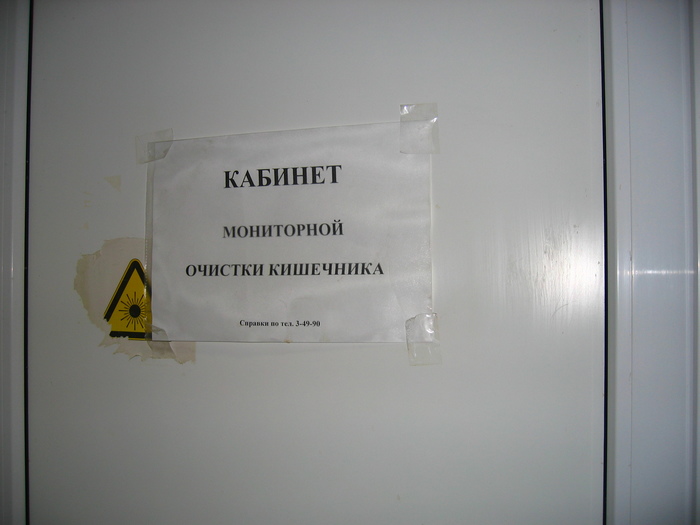 КАБИНЕТ
МОНИТОРНОЙ
ОЧИСТКИ КИШЕЧНИКА
Справки по тел. 3-49-90